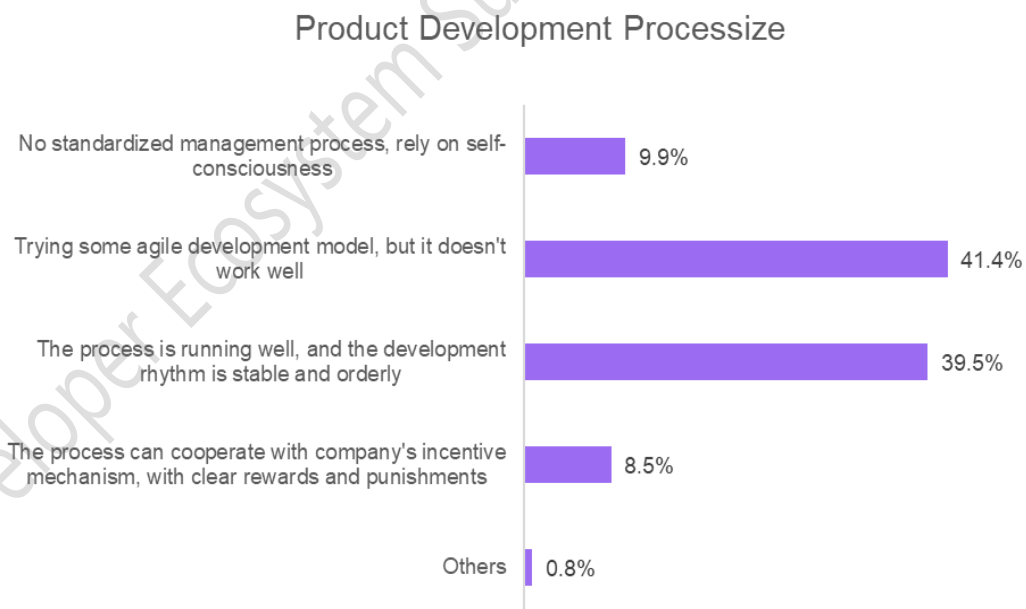 Product Development Processize
No standardized management process, rely on self-
consciousness
9.9%
Trying some agile development model, but it doesn't
work well
41.4%
The process is running well, and the development
rhythm is stable and orderly
39.5%
The process can cooperate with company's incentive
mechanism, with clear rewards and punishments
8.5%
Others
0.8%
Ecosystem